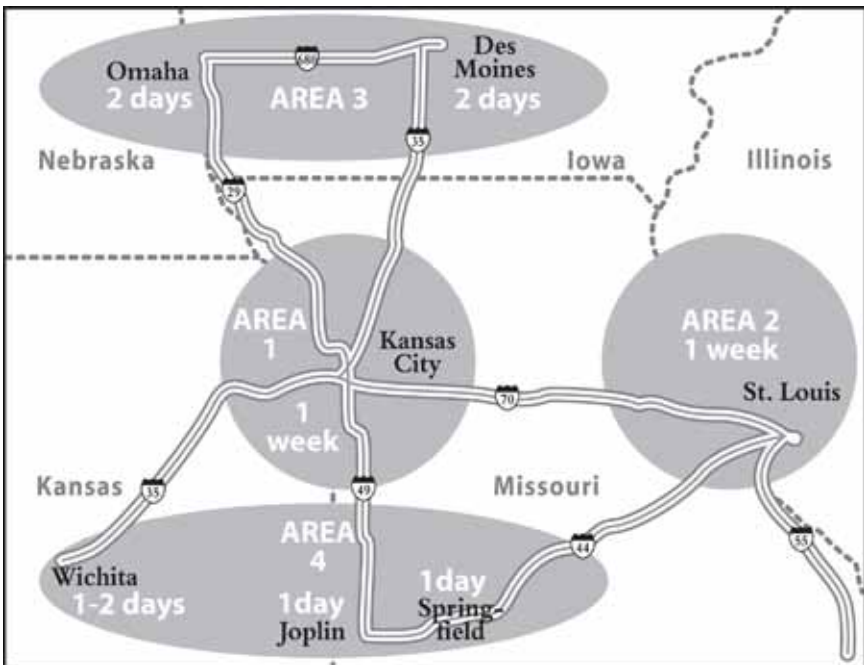 Omaha
2 days
680
AREA 3
Des
Moines
2 days
35
Nebraska
Iowa
Illinois
29
AREA
1
Kansas
City
1
week
AREA 2
1 week
St. Louis
70
Kansas
35
49
Missouri
AREA
4
44
55
Wichita
1-2 days
1day
Joplin
1day
Spring-
field